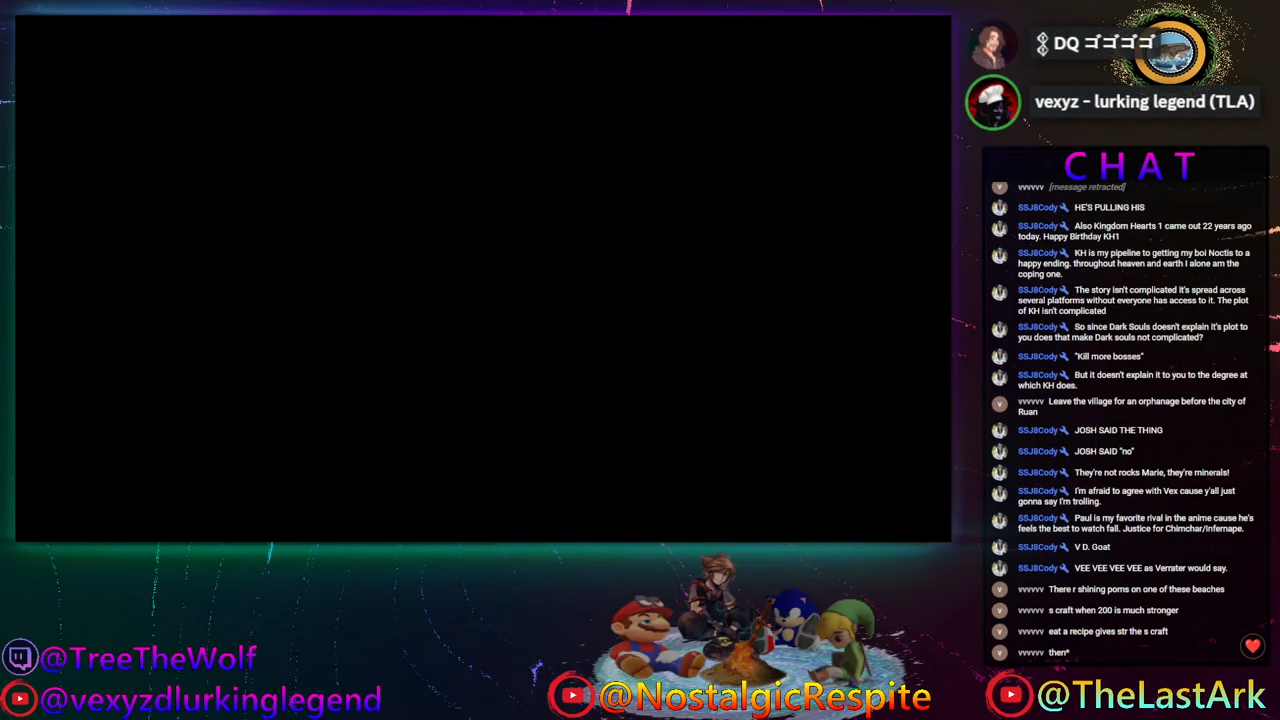 DQ ゴゴゴゴ
vexyz - lurking legend (TLA)
CHAT
vvvvvv [message retracted]
SSJ8Cody HE'S PULLING HIS
SSJ8Cody Also Kingdom Hearts 1 came out 22 years ago
today. Happy Birthday KH1
SSJ8Cody KH is my pipeline to getting my boi Noctis to a
happy ending. throughout heaven and earth I alone am the
coping one.
SSJ8Cody The story isn't complicated it's spread across
several platforms without everyone has access to it. The plot
of KH isn't complicated
SSJ8Cody So since Dark Souls doesn't explain it's plot to
you does that make Dark souls not complicated?
SSJ8Cody "Kill more bosses"
SSJ8Cody But it doesn't explain it to you to the degree at
which KH does.
V vvvvvv Leave the village for an orphanage before the city of
Ruan
SSJ8Cody JOSH SAID THE THING
SSJ8Cody JOSH SAID "no"
SSJ8Cody They're not rocks Marie, they're minerals!
SSJ8Cody I'm afraid to agree with Vex cause y'all just
gonna say I'm trolling.
SSJ8Cody Paul is my favorite rival in the anime cause he's
feels the best to watch fall. Justice for Chimchar/Infernape.
SSJ8Cody V D. Goat
SSJ8Cody VEE VEE VEE VEE as Verrater would say.
V vvvvvv There r shining poms on one of these beaches
V vvvvvv s craft when 200 is much stronger
V vvvvvv eat a recipe gives str the s craft
V vvvvvv then*
@TreeTheWolf
@vexyzdlurkinglegend
@NostalgicRespite
@TheLastArk